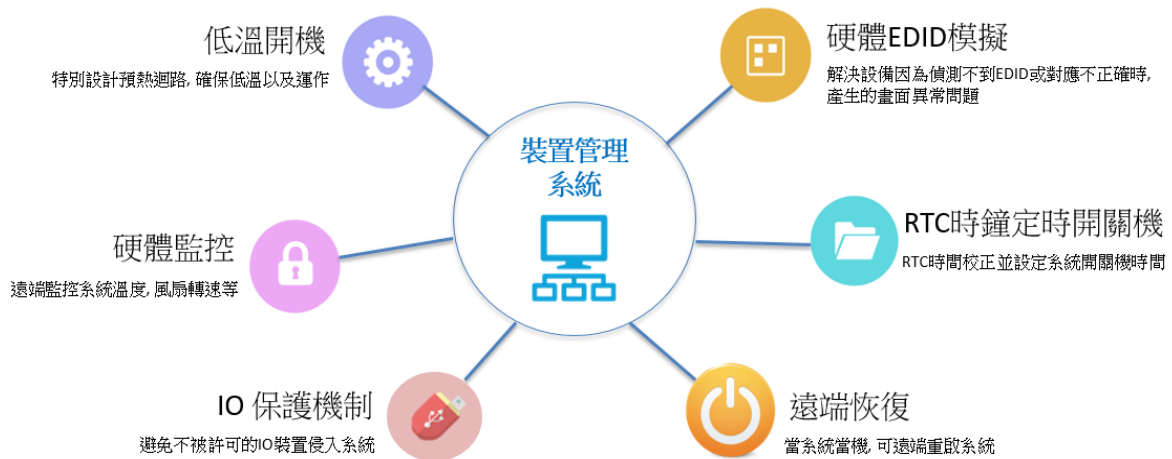 低溫開機
特別設計預熱迴路, 確保低溫以及運作
硬體EDID模擬
解決設備因為偵測不到EDID或對應不正確時,
產生的畫面異常問題
裝置管理
系統
硬體監控
遠端監控系統溫度, 風扇轉速等
RTC時鐘定時開關機
RTC時間校正並設定系統開關機時間
IO 保護機制
避免不被許可的IO裝置侵入系統
遠端恢復
當系統當機, 可遠端重啟系統